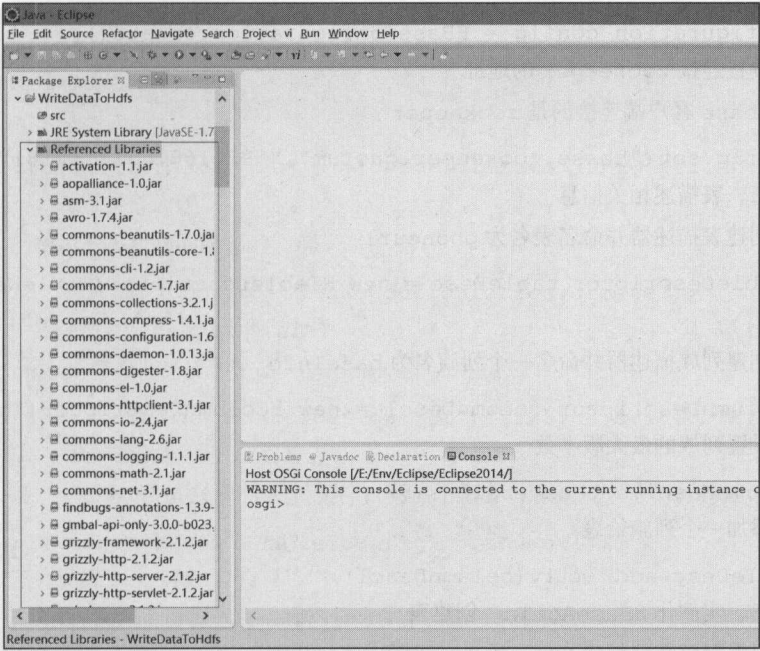 Java - Eclipse
File Edit Source Refactor Navigate Search Project vi Run Window Help
Package Explorer
WriteDataToHdfs
src
JRE System Library [JavaSE-1.7
Referenced Libraries
activation-1.1.jar
aopalliance-1.0.jar
asm-3.1.jar
avro-1.7.4.jar
commons-beanutils-1.7.0.jar
commons-beanutils-core-1.8
commons-cli-1.2.jar
commons-codec-1.7.jar
commons-collections-3.2.1.j
commons-compress-1.4.1.ja
commons-configuration-1.6
commons-daemon-1.0.13.ja
commons-digester-1.8.jar
commons-el-1.0.jar
commons-httpclient-3.1.jar
commons-io-2.4.jar
commons-lang-2.6.jar
commons-logging-1.1.1.jar
commons-math-2.1.jar
commons-net-3.1.jar
findbugs-annotations-1.3.9-
gmbal-api-only-3.0.0-b023.
grizzly-framework-2.1.2.jar
grizzly-http-2.1.2.jar
grizzly-http-server-2.1.2.jar
grizzly-http-servlet-2.1.2.jar
Problems Javadoc Declaration Console
Host OSGi Console [/E:/Env/Eclipse/Eclipse2014/]
WARNING: This console is connected to the current running instance o
osgi>
Referenced Libraries - WriteDataToHdfs